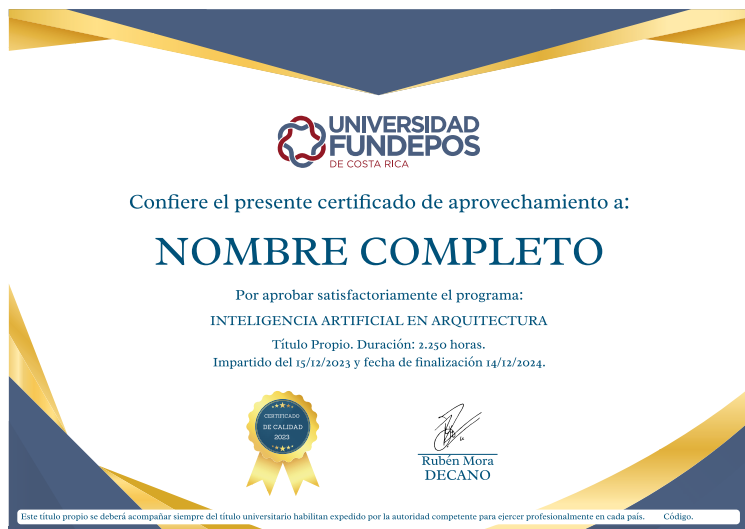 UNIVERSIDAD
FUNDEPOS
DE COSTA RICA
Confiere el presente certificado de aprovechamiento a:
NOMBRE COMPLETO
Por aprobar satisfactoriamente el programa:
INTELIGENCIA ARTIFICIAL EN ARQUITECTURA
Título Propio. Duración: 2.250 horas.
Impartido del 15/12/2023 y fecha de finalización 14/12/2024.
CERTIFICADO
DE CALIDAD
2023
Rubén Mora
DECANO
Este título propio se deberá acompañar siempre del título universitario habilitan expedido por la autoridad competente para ejercer profesionalmente en cada país. Código.